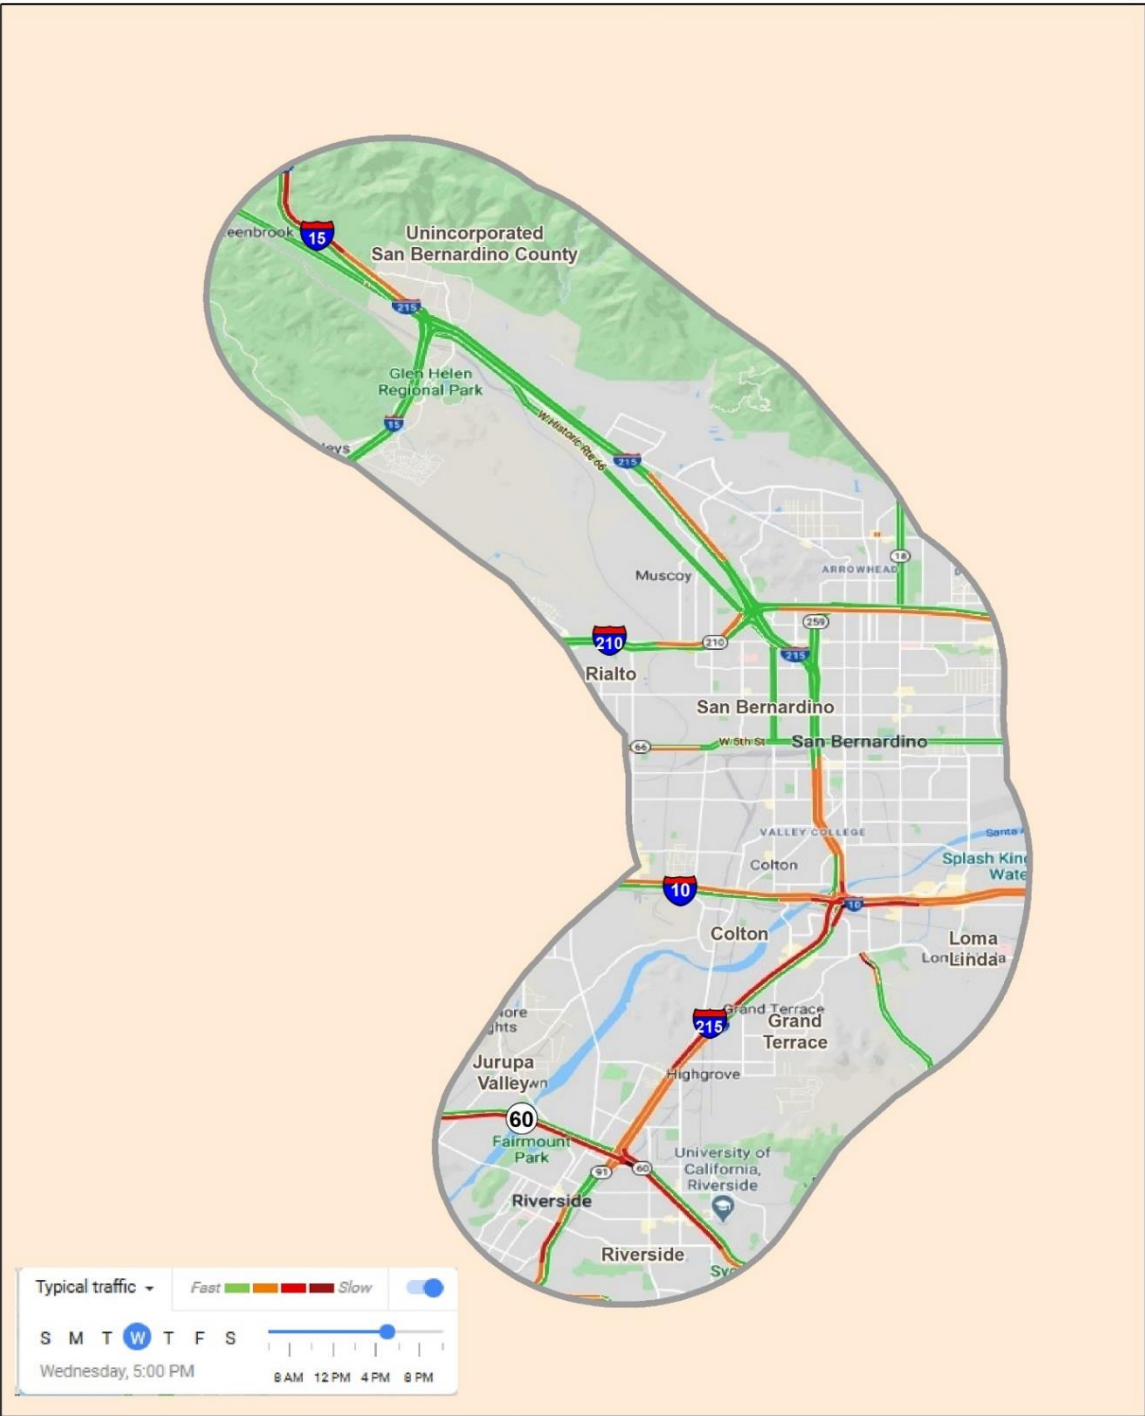 Unincorporated
San Bernardino County
eenbrook
15
215
Glen Helen
Regional Park
15
W Historic Rte 66
215
18
ARROWHEAD
Muscoy
259
210
210
215
Rialto
San Bernardino
66
W 5th St
San Bernardino
VALLEY COLLEGE
Santa
Colton
Splash King
Wate
10
10
Colton
Loma
Linda
Grand Terrace
215
Grand
Terrace
Jurupa
Valley
wn
Highgrove
60
Fairmount
Park
University of
California,
Riverside
91
60
Riverside
Riverside
Typical traffic
Fast
Slow
S M T W T F S
Wednesday, 5:00 PM
8 AM 12 PM 4 PM 8 PM